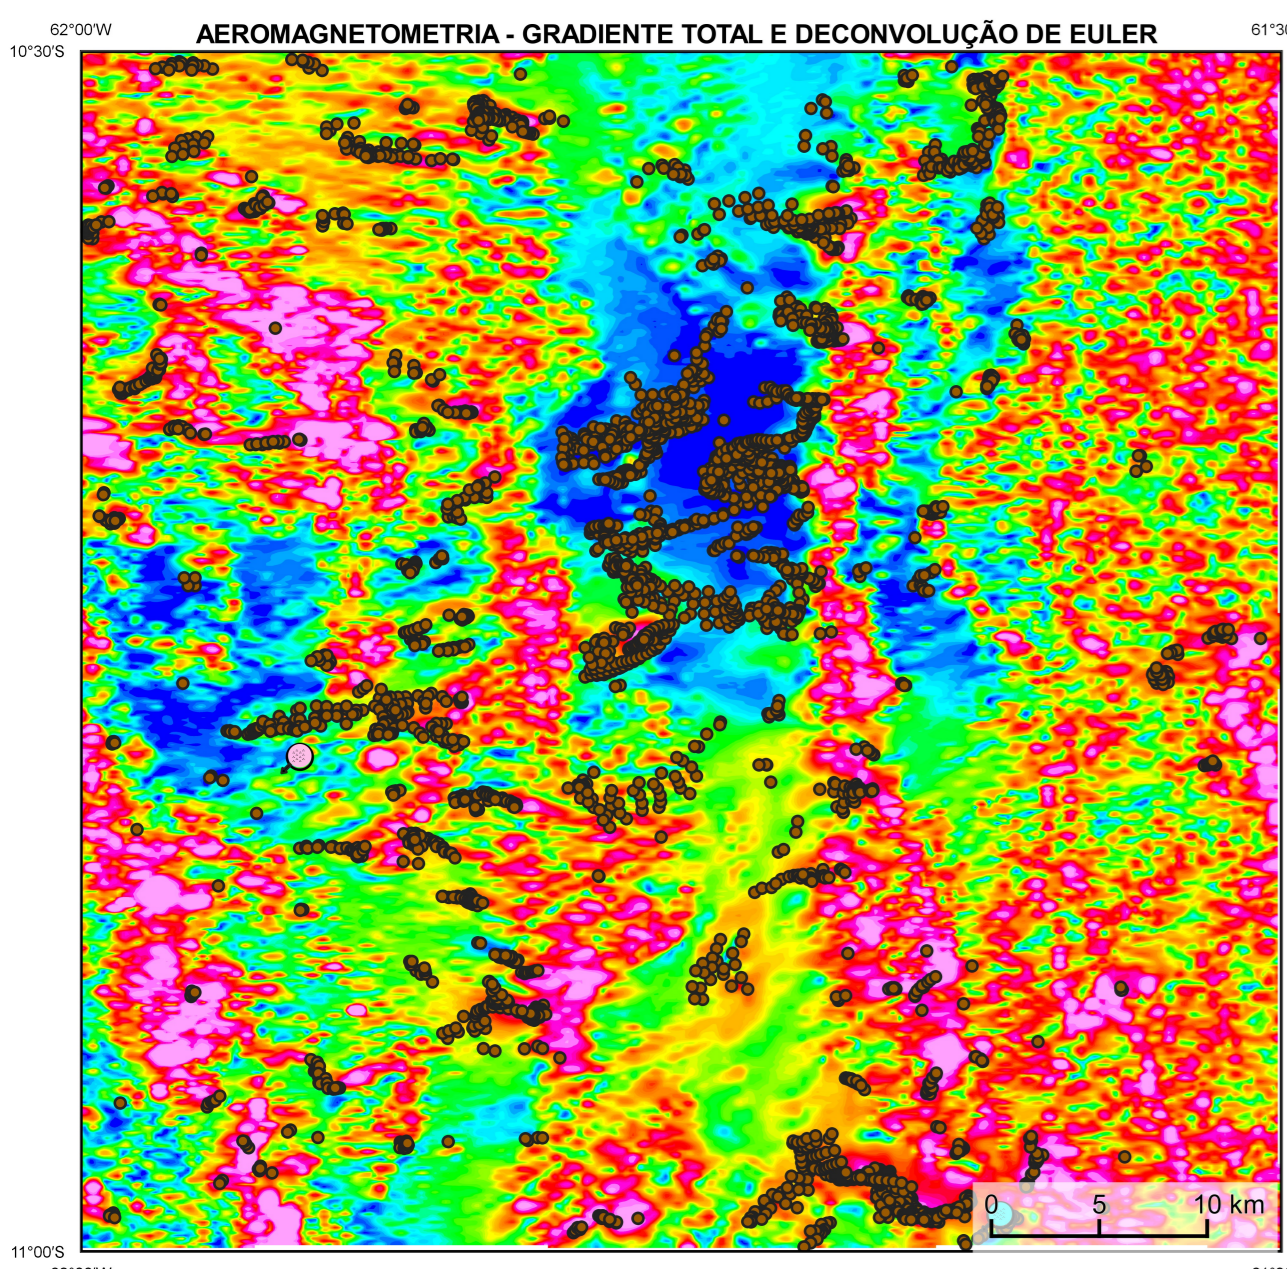 62°00'W
AEROMAGNETOMETRIA - GRADIENTE TOTAL E DECONVOLUÇÃO DE EULER
10°30'S
0 5 10 km
11°00'S